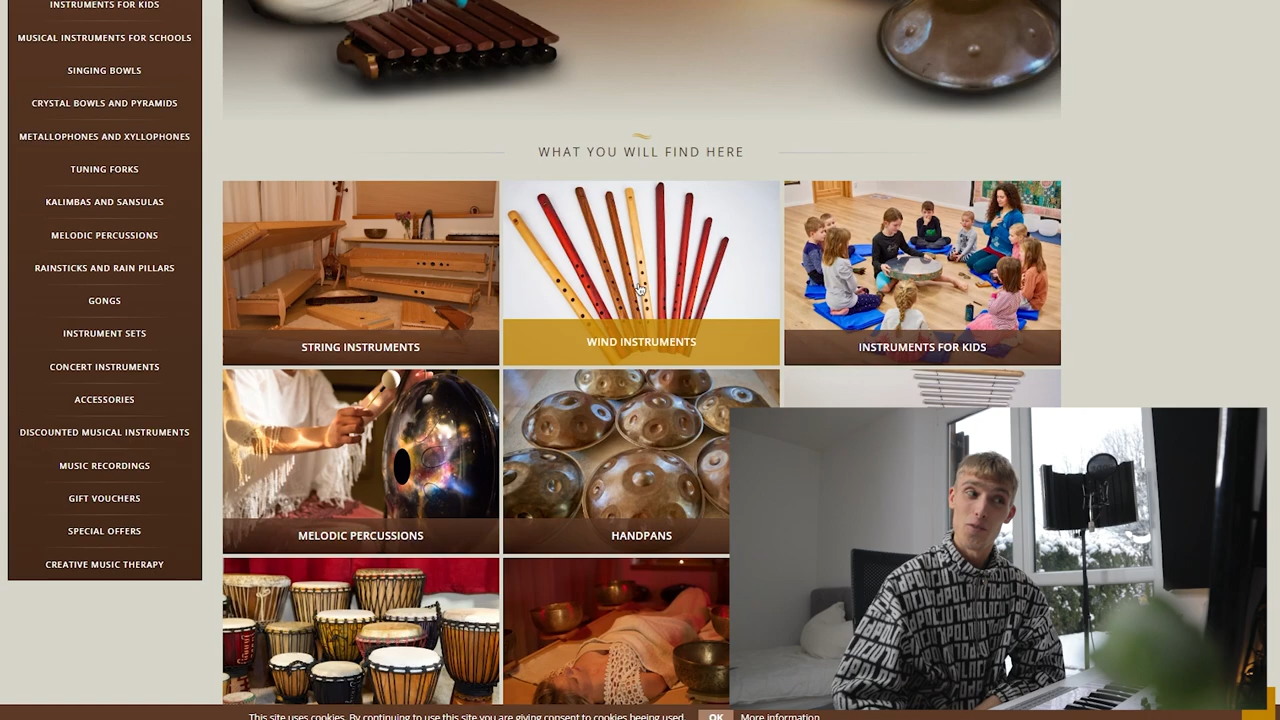 INSTRUMENTS FOR KIDS
MUSICAL INSTRUMENTS FOR SCHOOLS
SINGING BOWLS
CRYSTAL BOWLS AND PYRAMIDS
METALLOPHONES AND XYLLOPHONES
TUNING FORKS
KALIMBAS AND SANSULAS
MELODIC PERCUSSIONS
RAINSTICKS AND RAIN PILLARS
GONGS
INSTRUMENT SETS
CONCERT INSTRUMENTS
ACCESSORIES
DISCOUNTED MUSICAL INSTRUMENTS
MUSIC RECORDINGS
GIFT VOUCHERS
SPECIAL OFFERS
CREATIVE MUSIC THERAPY
WHAT YOU WILL FIND HERE
STRING INSTRUMENTS
WIND INSTRUMENTS
INSTRUMENTS FOR KIDS
MELODIC PERCUSSIONS
HANDPANS
This site uses cookies. By continuing to use this site you are giving consent to cookies beeing used. OK More information